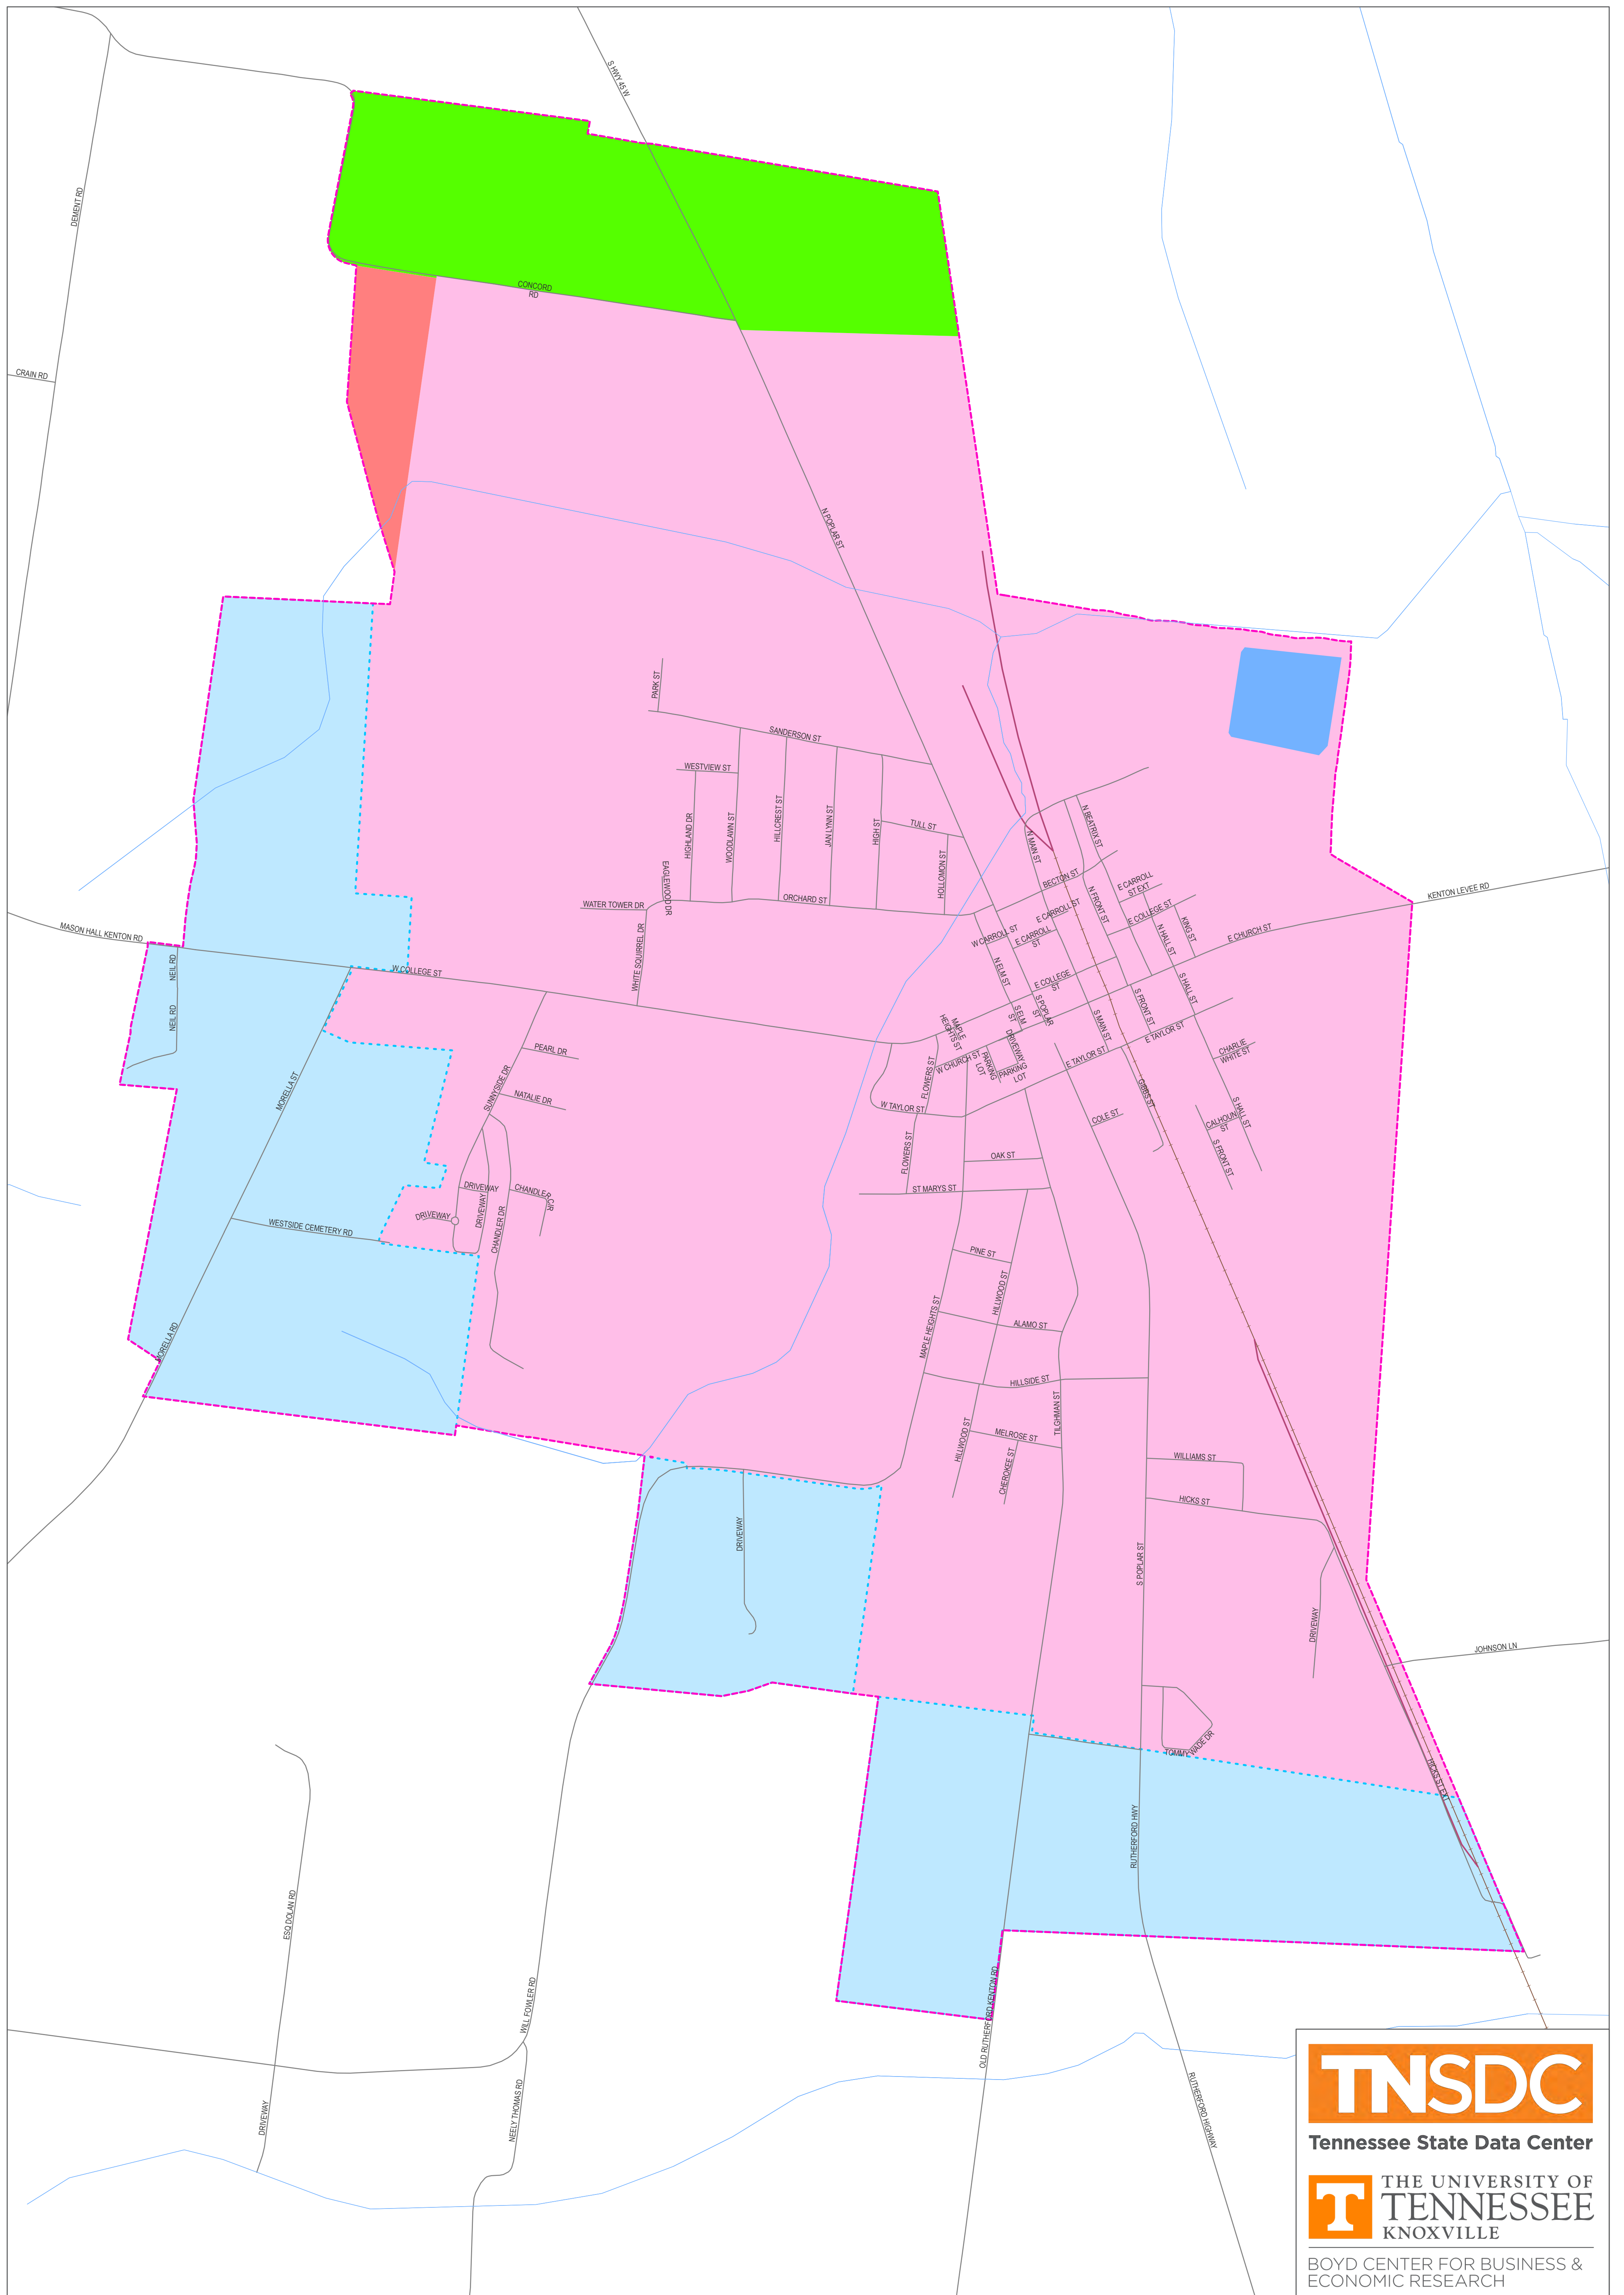 S HWY 45 W
DEMENT RD
CONCORD
RD
CRAIN RD
N POPLAR ST
PARK ST
SANDERSON ST
WESTVIEW ST
HIGHLAND DR
WOODLAWN ST
HILLCREST ST
JAN LYNN ST
HIGH ST
TULL ST
HOLLOMON ST
N MAIN ST
N BEATRIX ST
BECTON ST
EAGLEWOOD DR
WATER TOWER DR
ORCHARD ST
WHITE SQUIRREL DR
N FRONT ST
E CARROLL
ST EXT
E CARROLL ST
E COLLEGE ST
KING ST
KENTON LEVEE RD
E CHURCH ST
MASON HALL KENTON RD
W COLLEGE ST
W CARROLL ST
E CARROLL
ST
N HALL ST
N ELM ST
E COLLEGE
ST
NEIL RD
NEIL RD
S HALL ST
S FRONT ST
S POPLAR
ST
S ELM
ST
S MAIN ST
MAPLE
HEIGHTS ST
DRIVEWAY
E TAYLOR ST
E TAYLOR ST
CHARLIE
WHITE ST
PEARL DR
W CHURCH ST
PARKING
LOT
PARKING
LOT
FLOWERS ST
MORELLA ST
SUNNYSIDE DR
NATALIE DR
W TAYLOR ST
GIBBS ST
COLE ST
S HALL ST
CALHOUN
ST
S FRONT ST
FLOWERS ST
OAK ST
ST MARYS ST
DRIVEWAY
CHANDLER
CIR
DRIVEWAY
DRIVEWAY
CHANDLER DR
WESTSIDE CEMETERY RD
PINE ST
HILLWOOD ST
ALAMO ST
MAPLE HEIGHTS ST
MORELLA RD
HILLSIDE ST
TILGHMAN ST
HILLWOOD ST
MELROSE ST
CHEROKEE ST
WILLIAMS ST
HICKS ST
DRIVEWAY
S POPLAR ST
DRIVEWAY
JOHNSON LN
TOMMY WADE DR
HICKS ST EXT
RUTHERFORD HWY
ESQ DOLAN RD
WILL FOWLER RD
OLD RUTHERFORD KENTON RD
NEELY THOMAS RD
DRIVEWAY
RUTHERFORD HIGHWAY
TNSDC
Tennessee State Data Center
T
THE UNIVERSITY OF
TENNESSEE
KNOXVILLE
BOYD CENTER FOR BUSINESS &
ECONOMIC RESEARCH